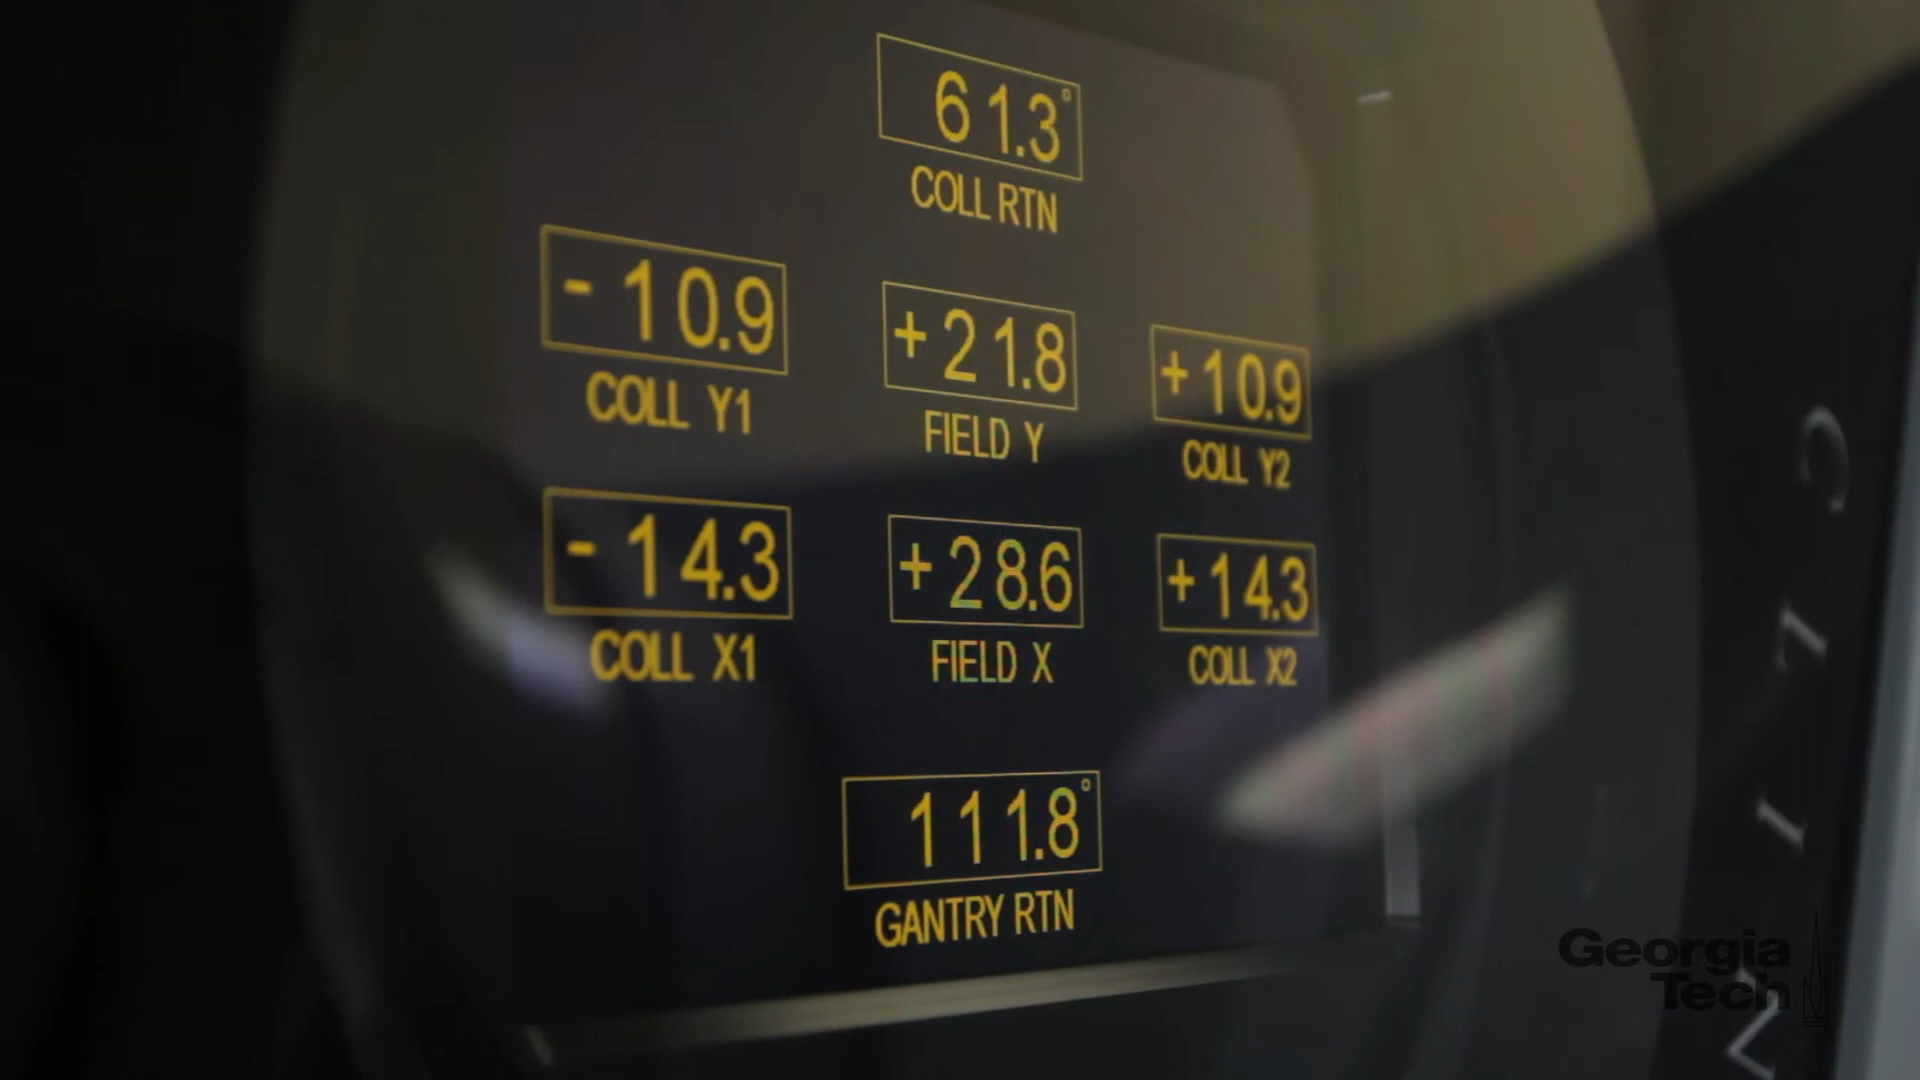 61.3°
COLL RTN
-10.9
+21.8
+10.9
COLL Y1
FIELD Y
COLL Y2
-14.3
+28.6
+14.3
COLL X1
FIELD X
COLL X2
111.8°
GANTRY RTN
Georgia
Tech